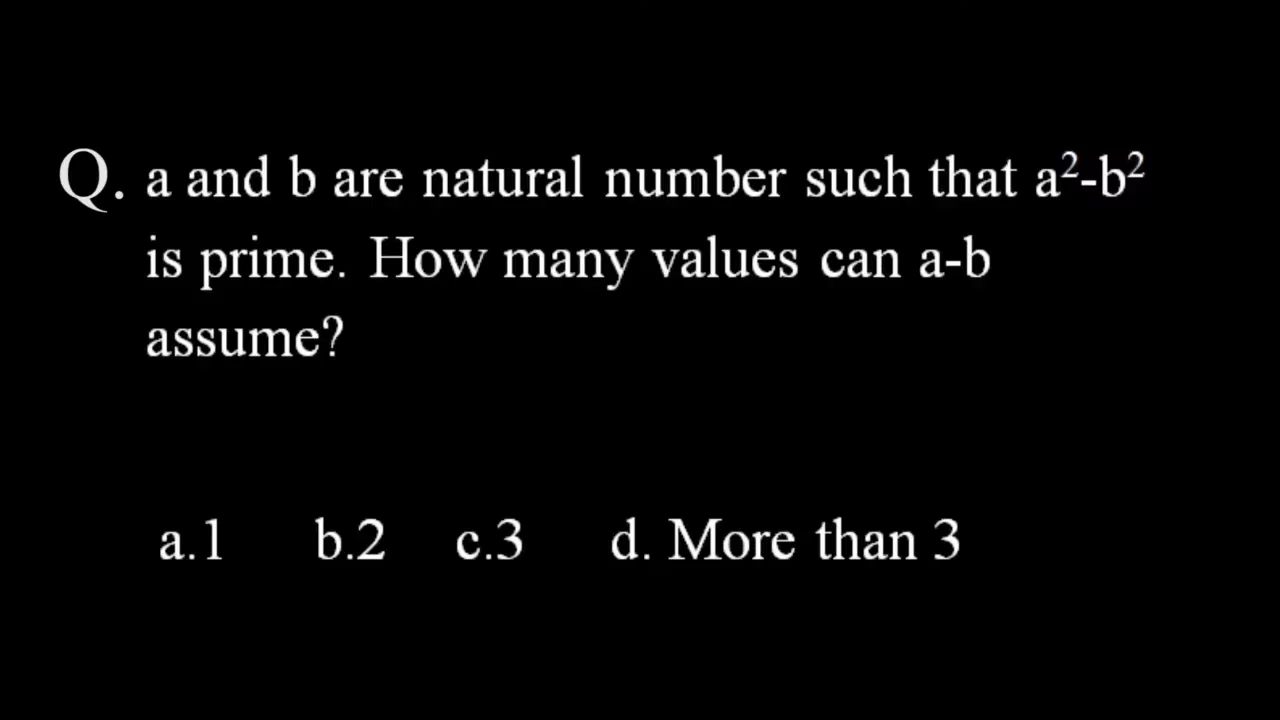 Q. a and b are natural number such that a²-b²
is prime. How many values can a-b
assume?
a.1 b.2 c.3 d. More than 3